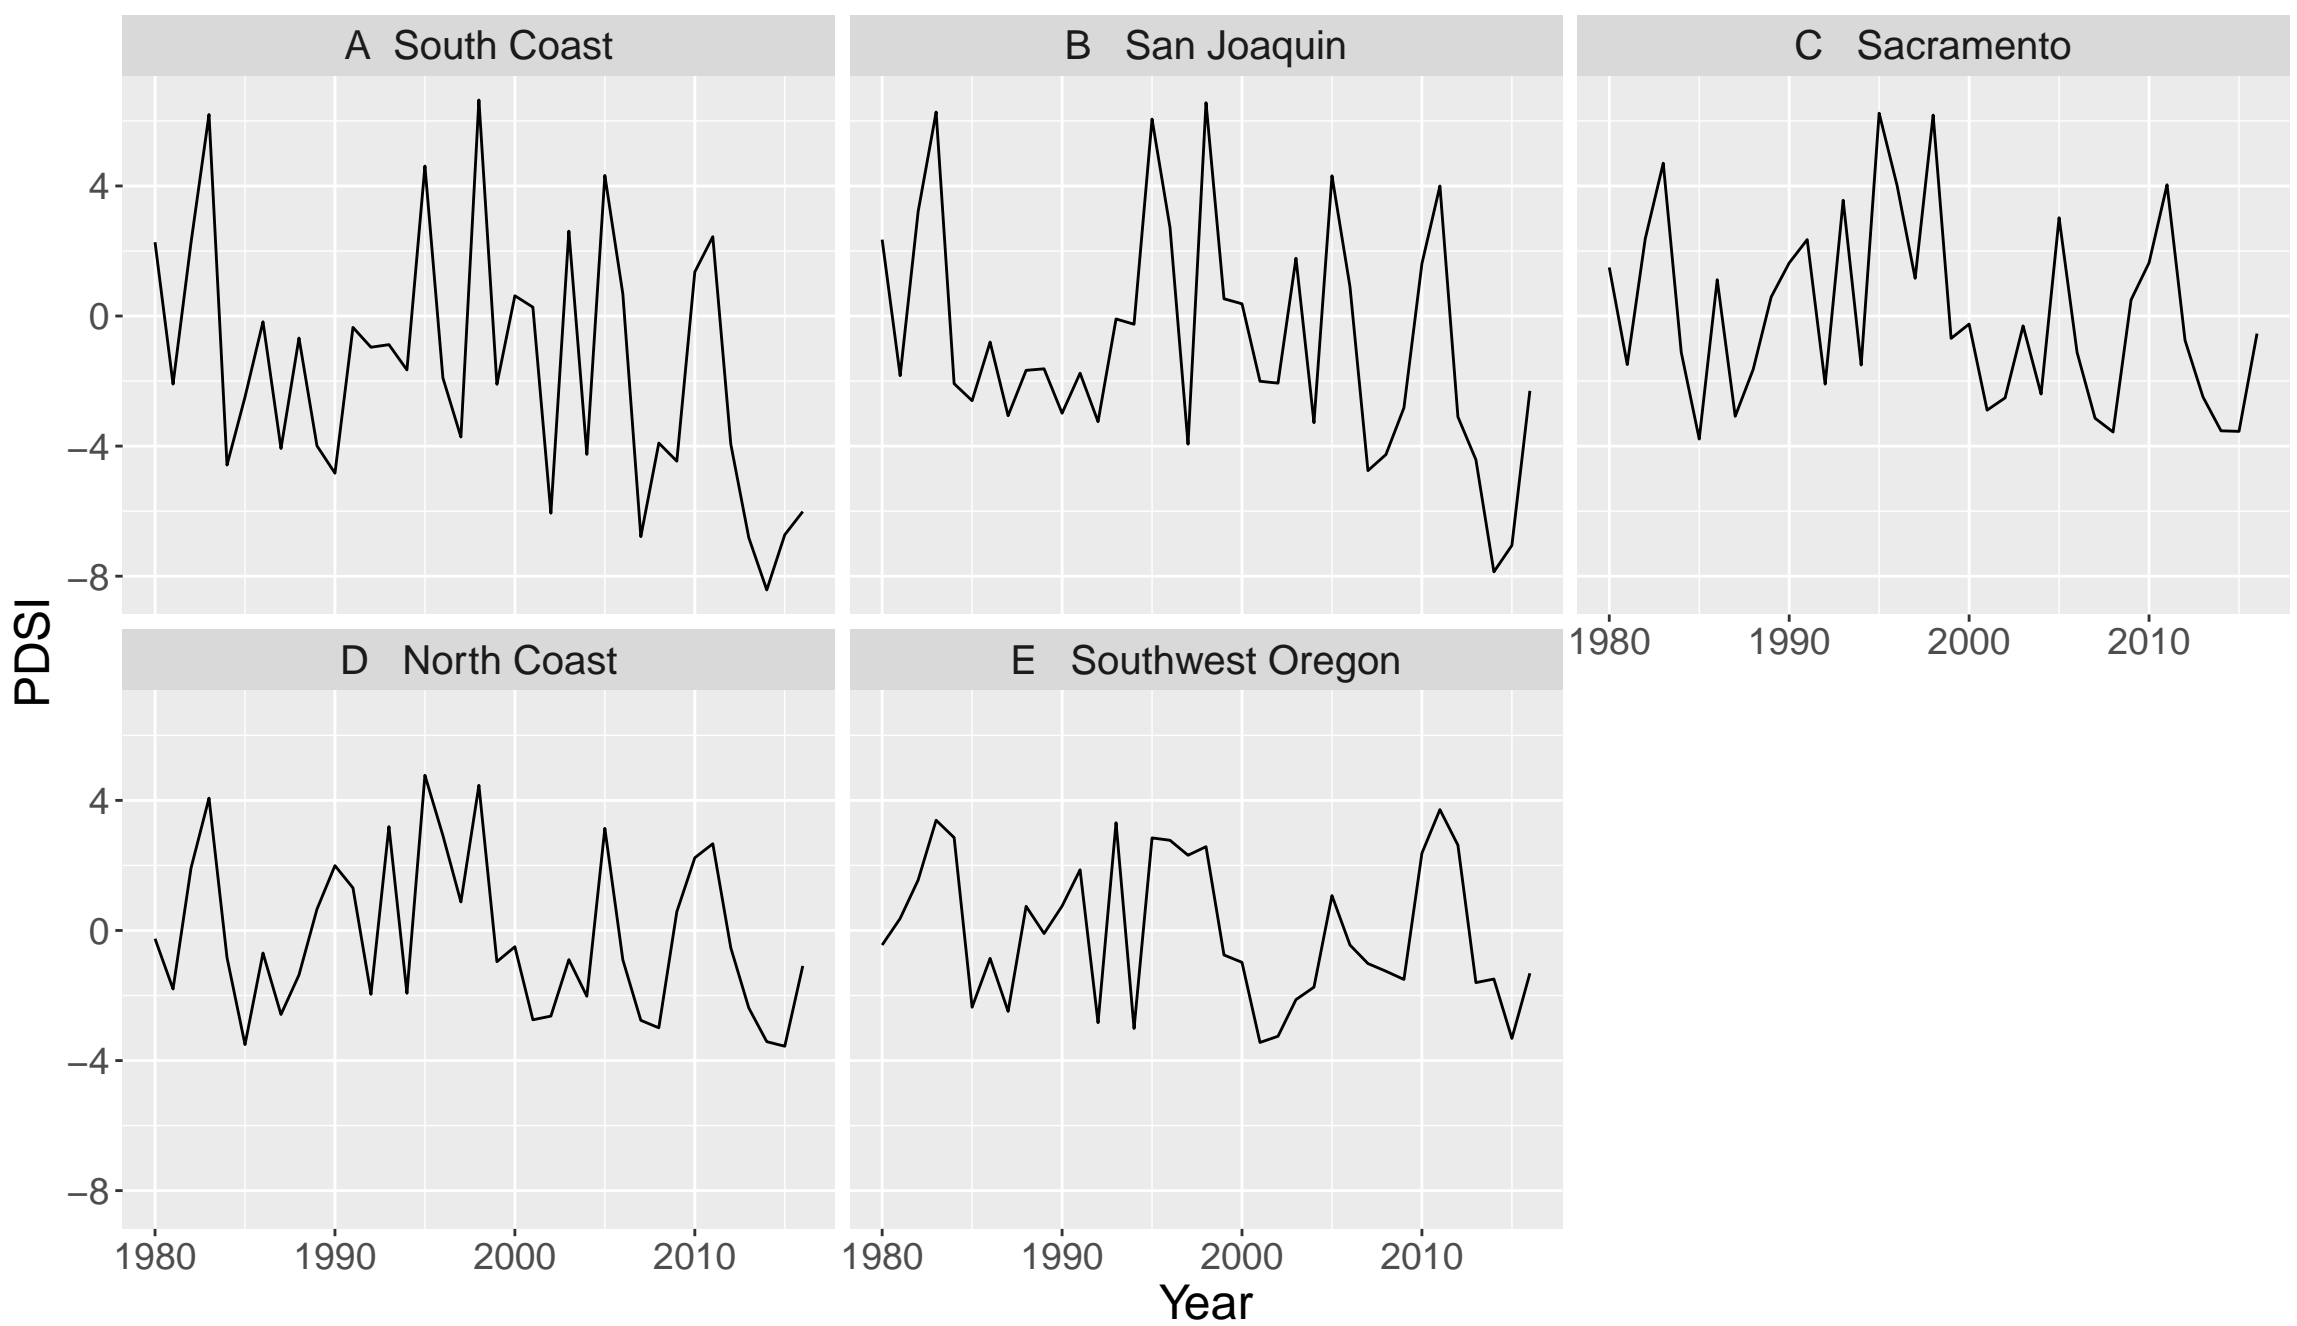 A South Coast
B San Joaquin
C Sacramento
4
0
−4
−8
PDSI
1980 1990 2000 2010
D North Coast
E Southwest Oregon
4
0
−4
−8
1980 1990 2000 2010
1980 1990 2000 2010
Year